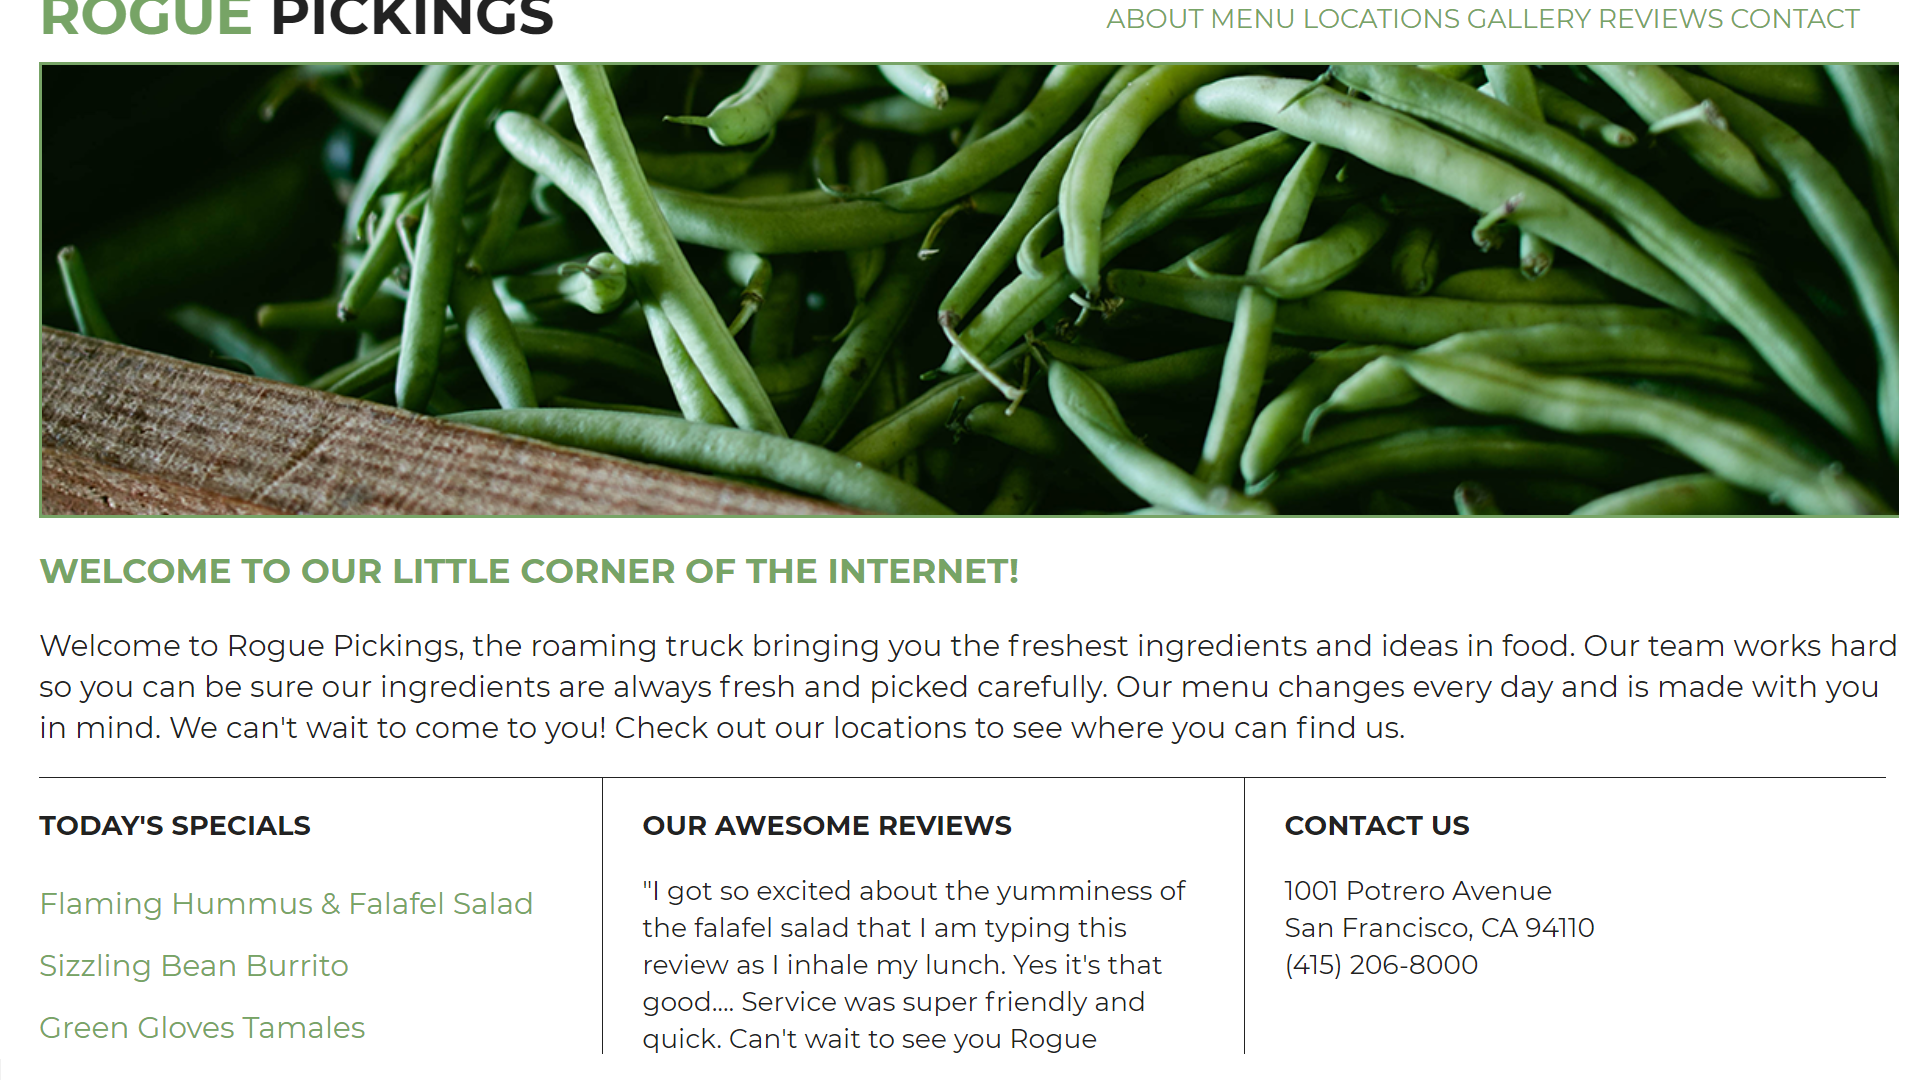 ROGUE PICKINGS
ABOUT MENU LOCATIONS GALLERY REVIEWS CONTACT
WELCOME TO OUR LITTLE CORNER OF THE INTERNET!
Welcome to Rogue Pickings, the roaming truck bringing you the freshest ingredients and ideas in food. Our team works hard
so you can be sure our ingredients are always fresh and picked carefully. Our menu changes every day and is made with you
in mind. We can't wait to come to you! Check out our locations to see where you can find us.
TODAY'S SPECIALS
Flaming Hummus & Falafel Salad
Sizzling Bean Burrito
Green Gloves Tamales
OUR AWESOME REVIEWS
"I got so excited about the yumminess of
the falafel salad that I am typing this
review as I inhale my lunch. Yes it's that
good.... Service was super friendly and
quick. Can't wait to see you Rogue
CONTACT US
1001 Potrero Avenue
San Francisco, CA 94110
(415) 206-8000